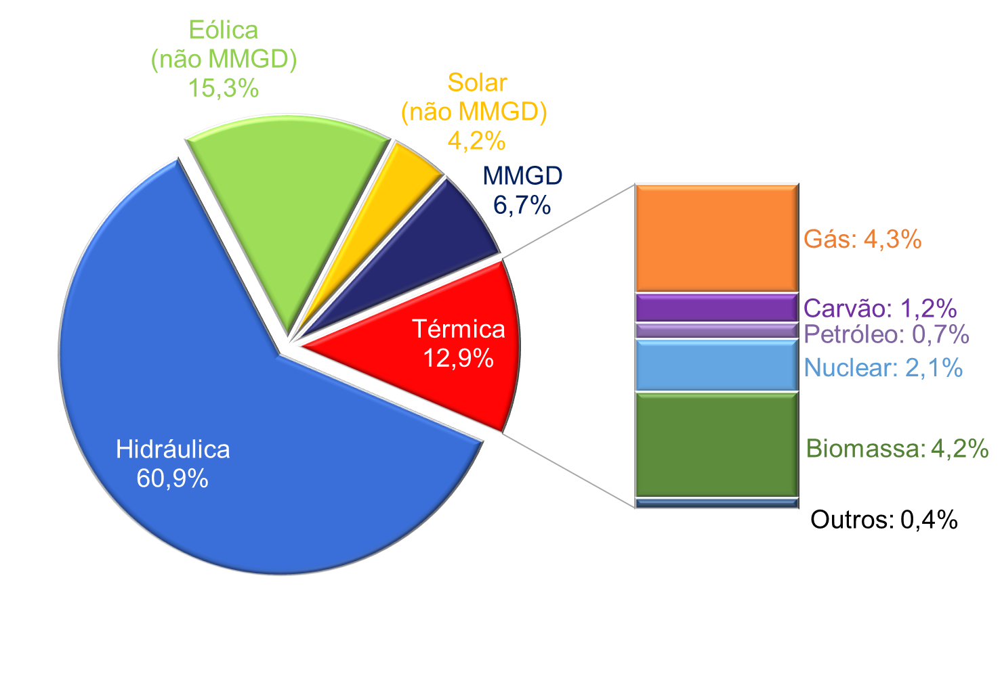 Eólica
(não MMGD)
15,3%
Solar
(não MMGD)
4,2%
MMGD
6,7%
Térmica
12,9%
Hidráulica
60,9%
Gás: 4,3%
Carvão: 1,2%
Petróleo: 0,7%
Nuclear: 2,1%
Biomassa: 4,2%
Outros: 0,4%